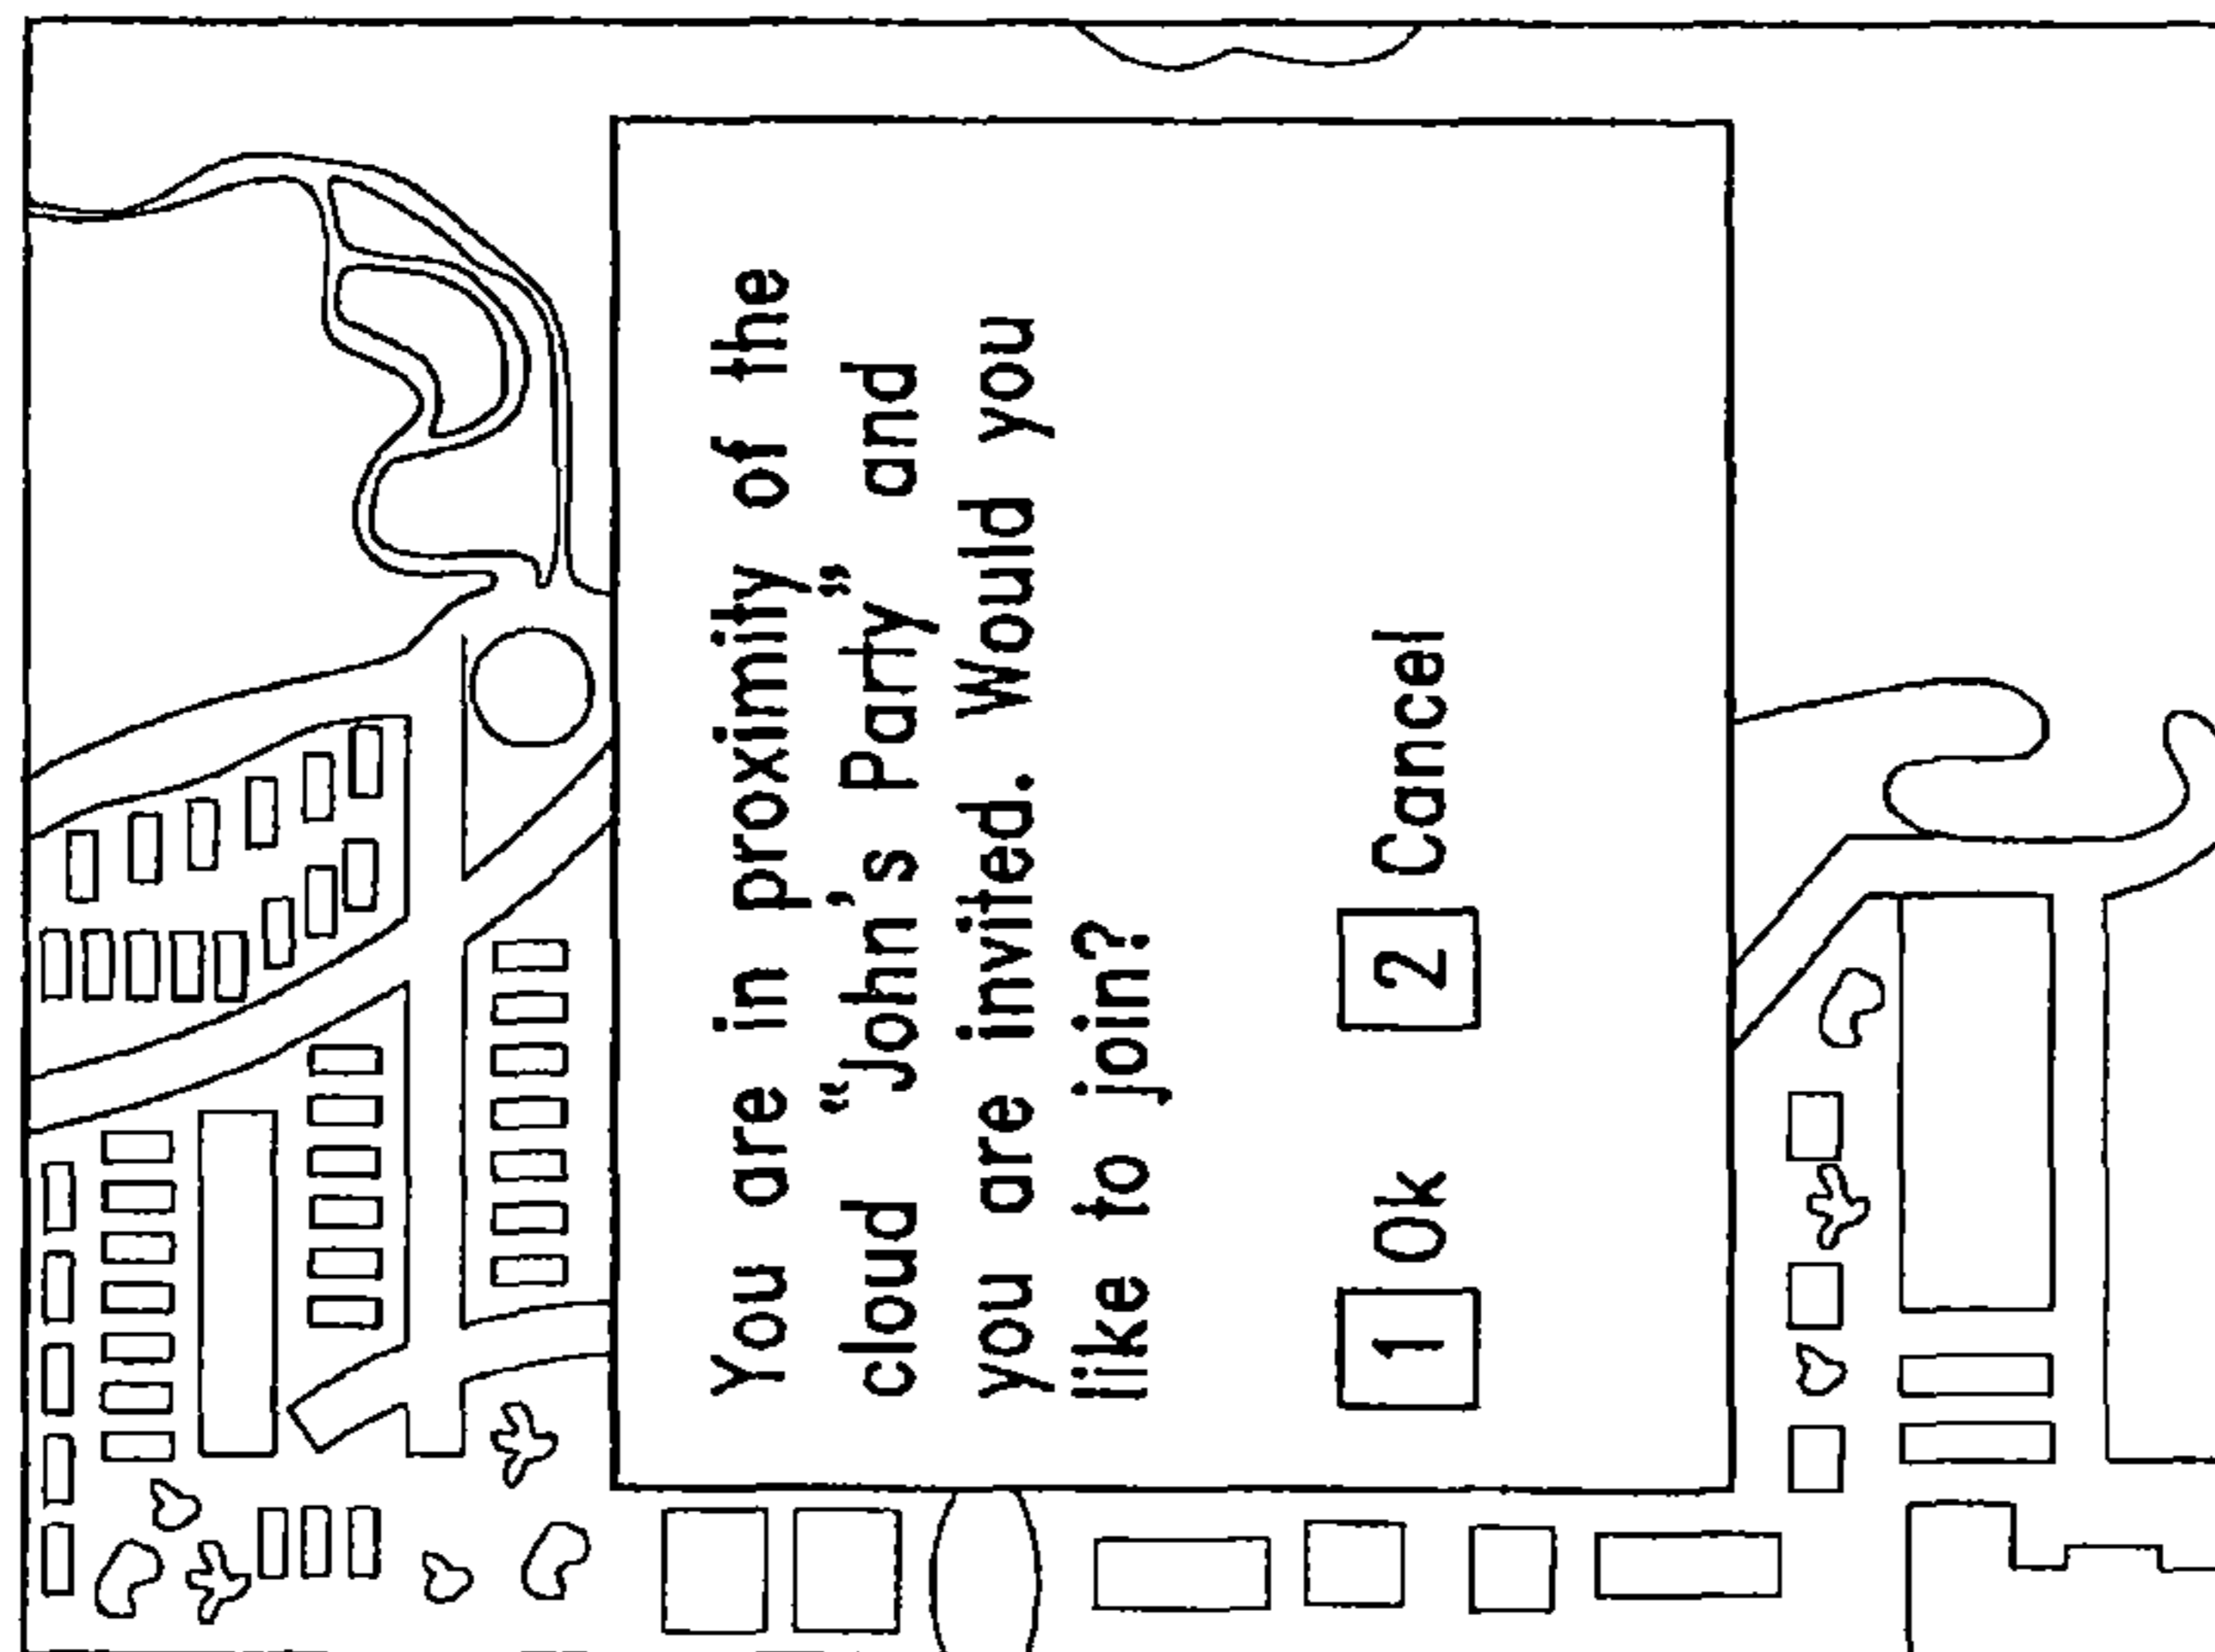 You are in proximity of the
cloud “John’s Party” and
you are invited. Would you
like to join?
1 Ok 2 Cancel